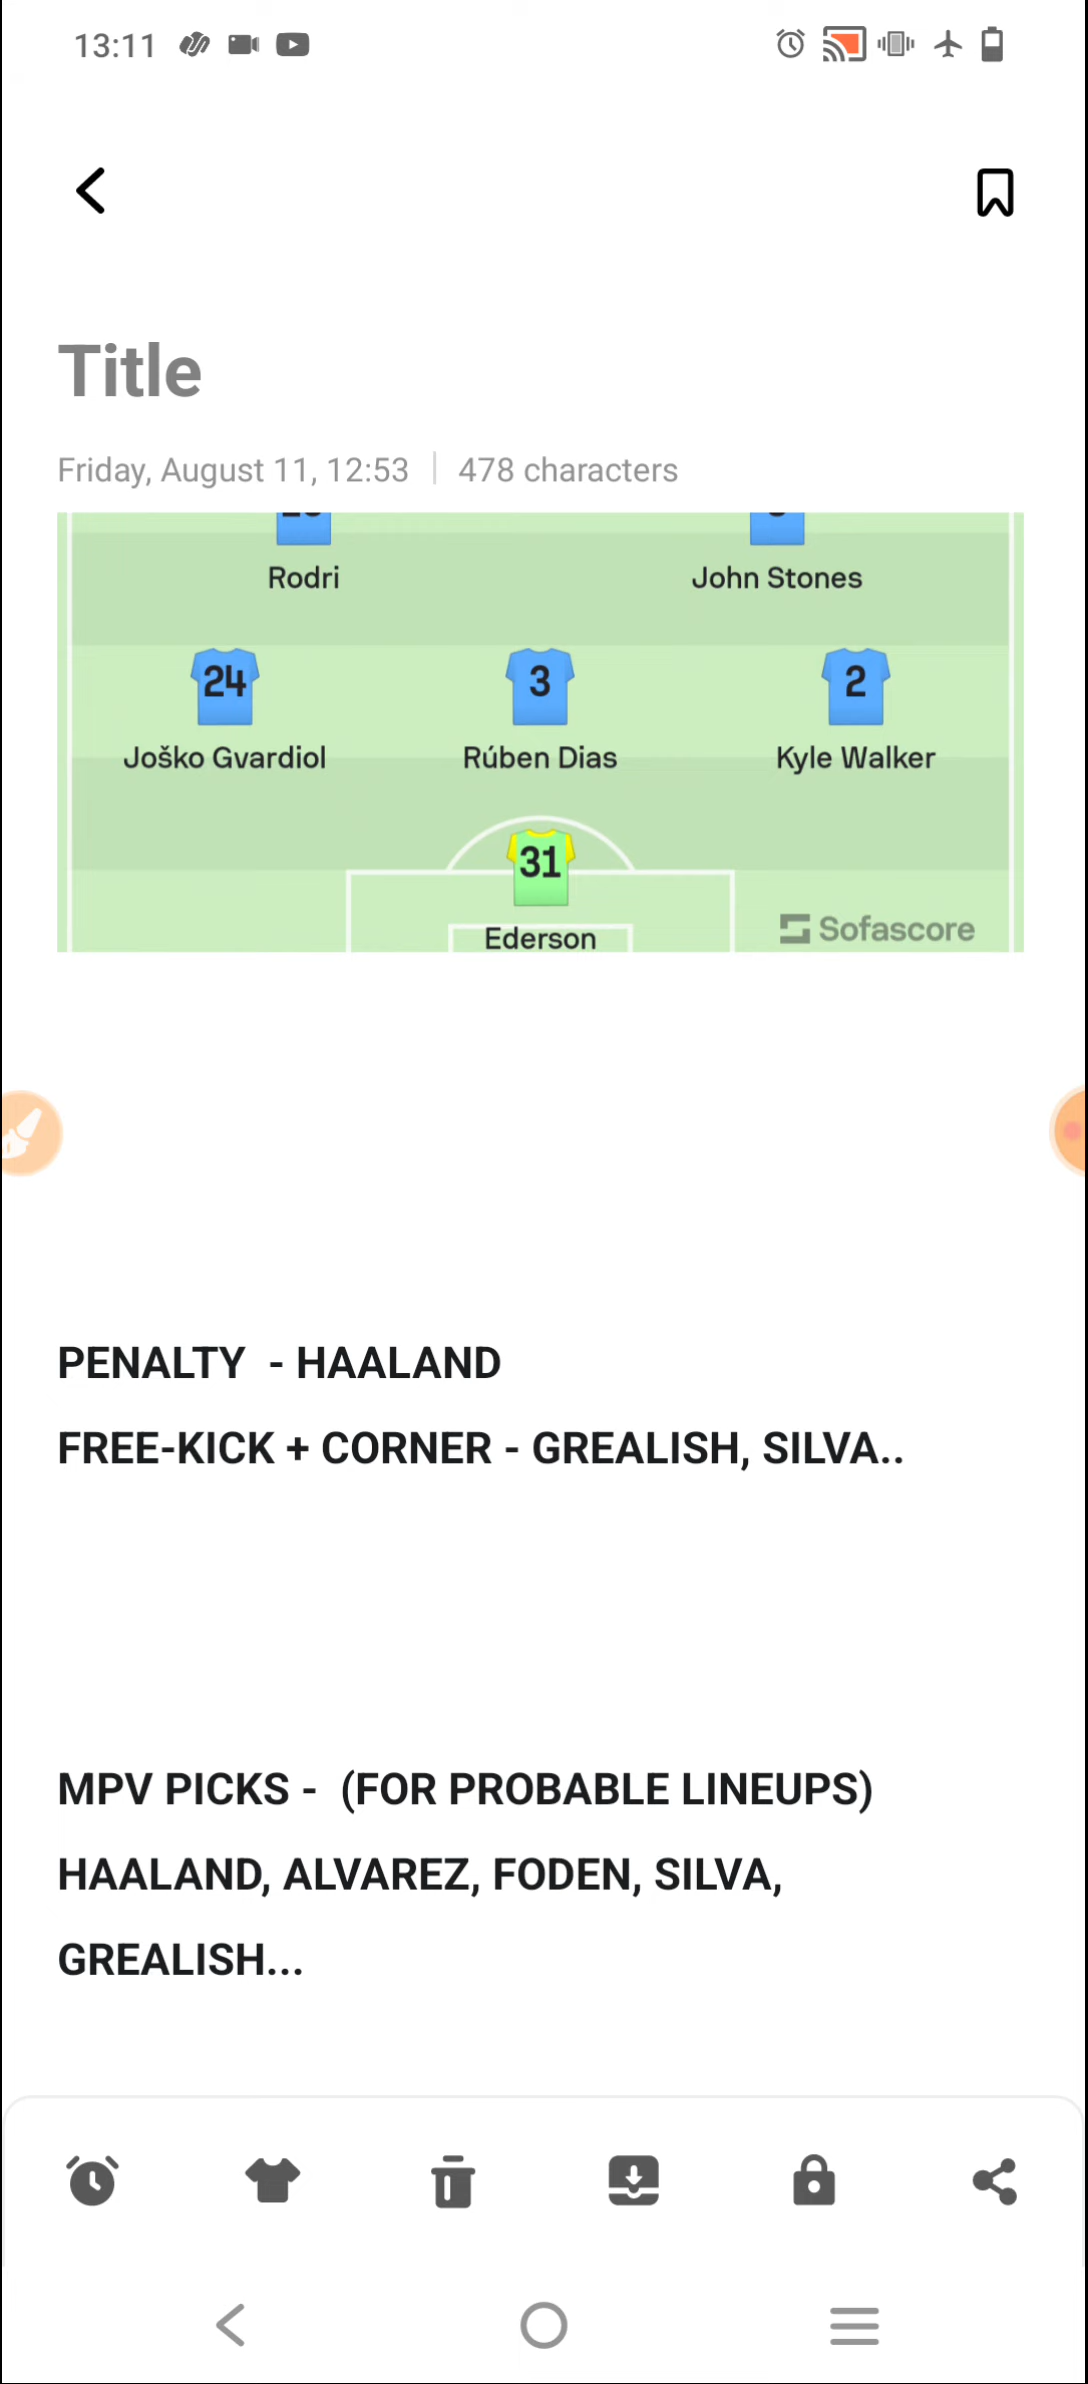 13:11
Title
Friday, August 11, 12:53 478 characters
Rodri John Stones
24 3 2
Joško Gvardiol Rúben Dias Kyle Walker
31
Ederson Sofascore
PENALTY - HAALAND
FREE-KICK + CORNER - GREALISH, SILVA..
MPV PICKS - (FOR PROBABLE LINEUPS)
HAALAND, ALVAREZ, FODEN, SILVA,
GREALISH...